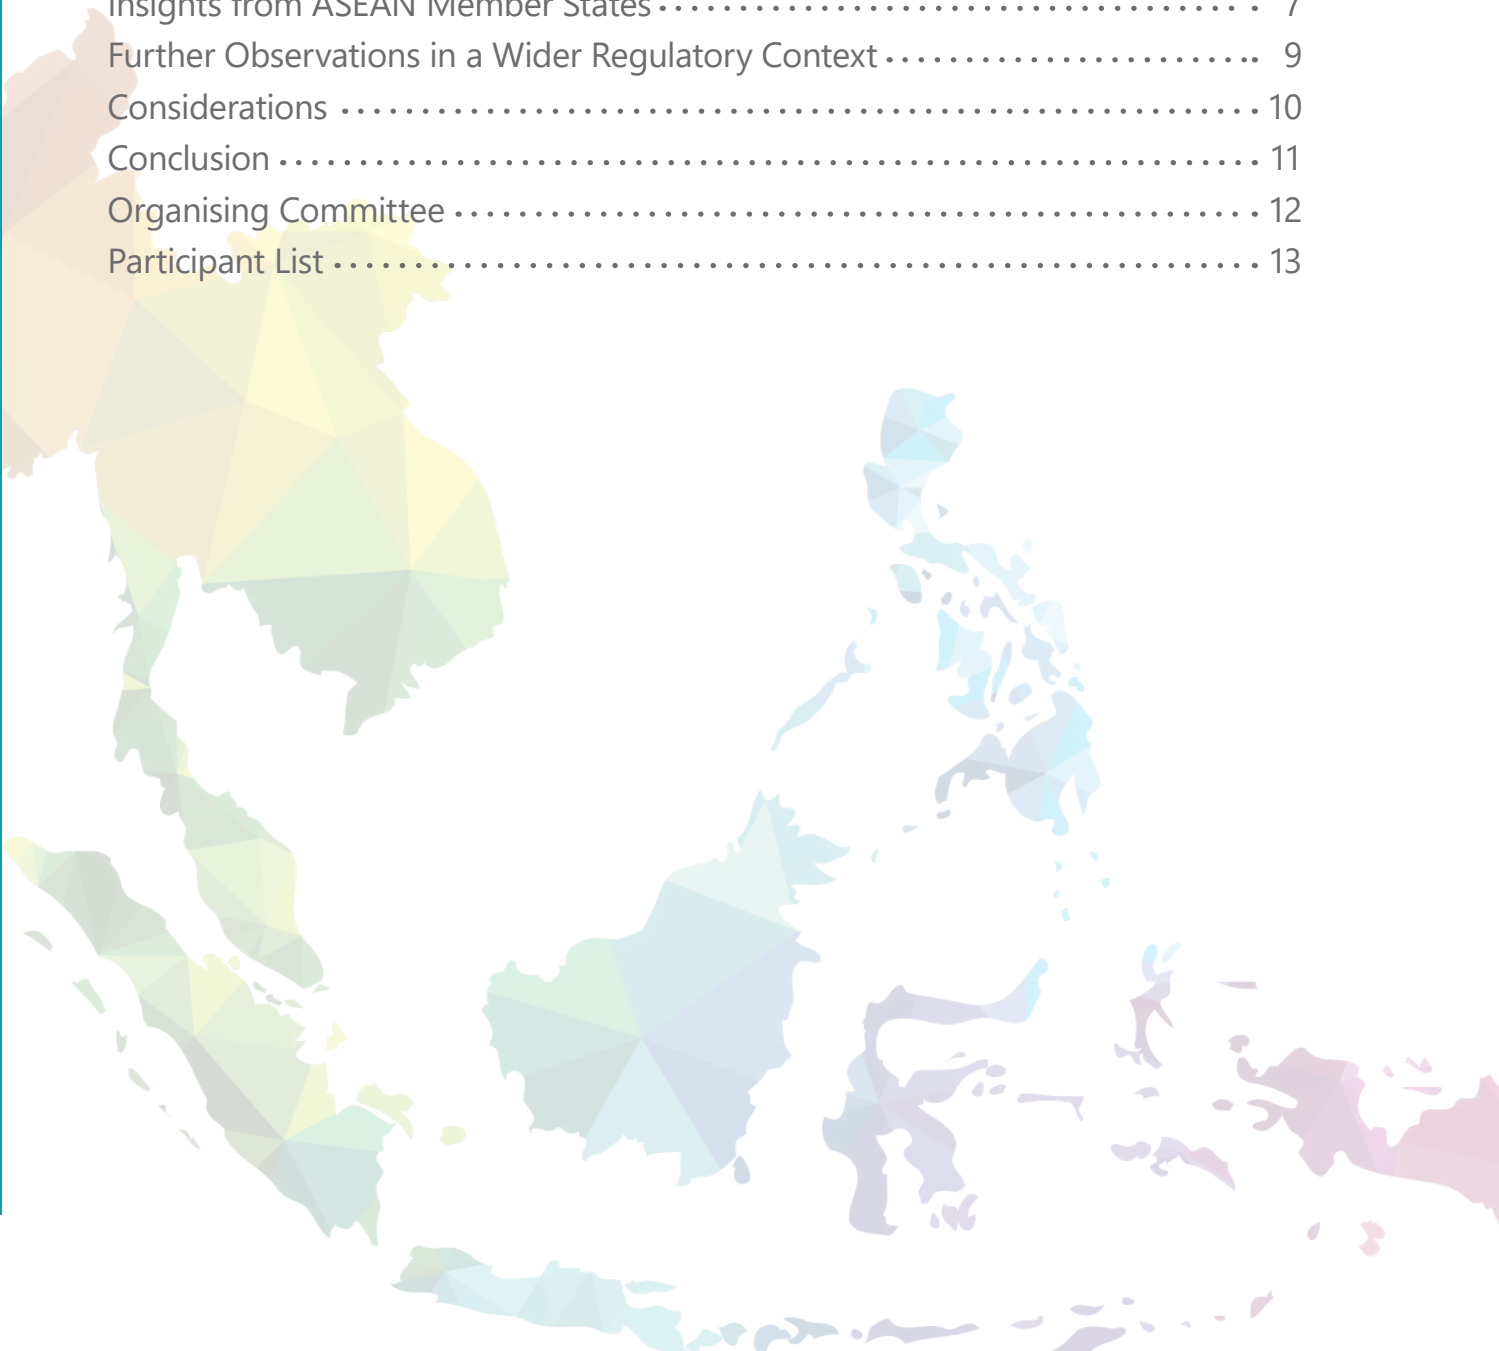 Insights from ASEAN Member States 7
Further Observations in a Wider Regulatory Context 9
Considerations 10
Conclusion 11
Organising Committee 12
Participant List 13